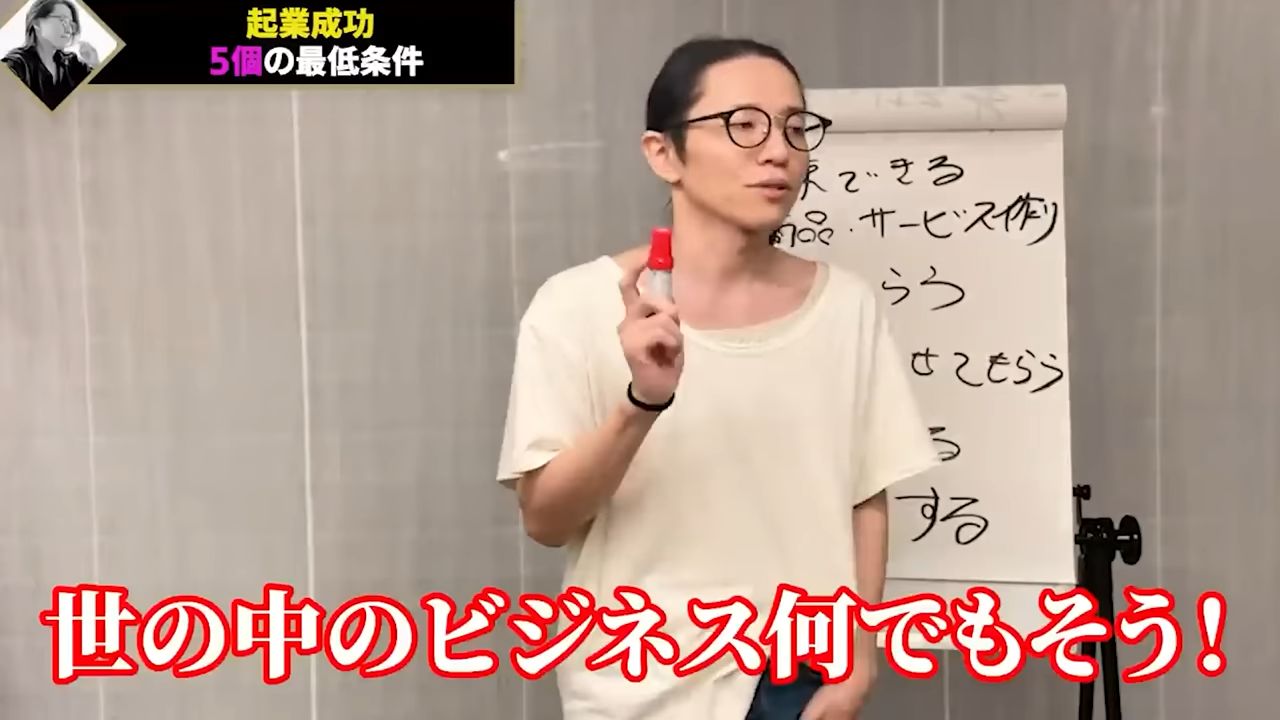 起業成功
5個の最低条件
できる
品・サービス作り
らう
せてもらう
る
する
世の中のビジネス何でもそう!